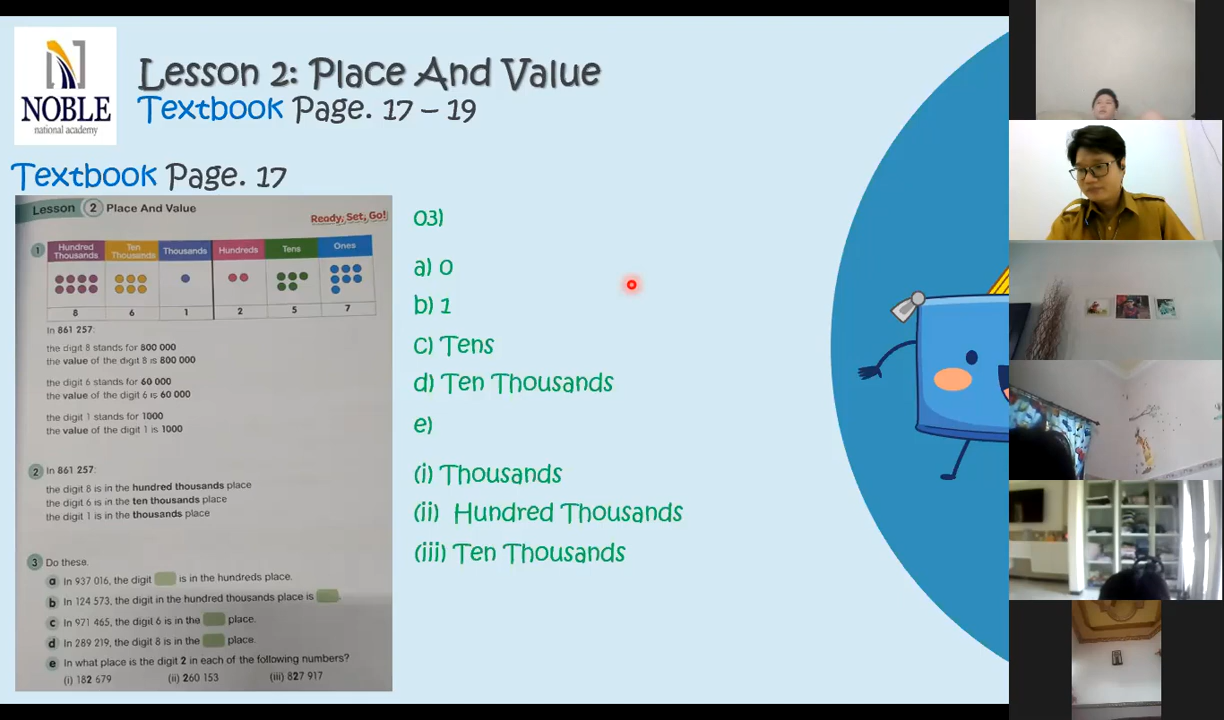 NOBLE
national academy
Lesson 2: Place And Value
Textbook Page. 17 – 19
Textbook Page. 17
Lesson 2 Place And Value
Ready, Set, Go!
1
Hundred Thousands Ten Thousands Thousands Hundreds Tens Ones
8 6 1 2 5 7
In 861 257:
the digit 8 stands for 800 000
the value of the digit 8 is 800 000
the digit 6 stands for 60 000
the value of the digit 6 is 60 000
the digit 1 stands for 1000
the value of the digit 1 is 1000
2 In 861 257:
the digit 8 is in the hundred thousands place
the digit 6 is in the ten thousands place
the digit 1 is in the thousands place
3 Do these.
a In 937 016, the digit is in the hundreds place.
b In 124 573, the digit in the hundred thousands place is .
c In 971 465, the digit 6 is in the place.
d In 289 219, the digit 8 is in the place.
e In what place is the digit 2 in each of the following numbers?
(i) 182 679 (ii) 260 153 (iii) 827 917
03)
a) 0
b) 1
c) Tens
d) Ten Thousands
e)
(i) Thousands
(ii) Hundred Thousands
(iii) Ten Thousands